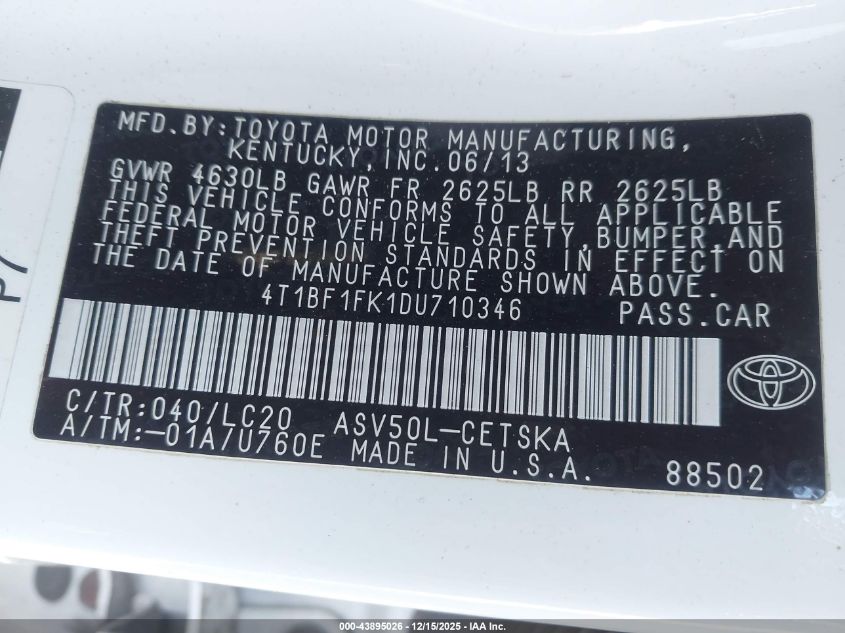 MFD.BY:TOYOTA MOTOR MANUFACTURING,
KENTUCKY,INC.06/13
GVWR 4630LB GAWR FR 2625LB RR 2625LB
THIS VEHICLE CONFORMS TO ALL APPLICABLE
FEDERAL MOTOR VEHICLE SAFETY,BUMPER,AND
THEFT PREVENTION STANDARDS IN EFFECT ON
THE DATE OF MANUFACTURE SHOWN ABOVE.
4T1BF1FK1DU710346 PASS.CAR
C/TR:040/LC20 ASV50L-CETSKA
A/TM:-01A/U760E MADE IN U.S.A. 88502
000-43895026 - 12/15/2025 - IAA Inc.